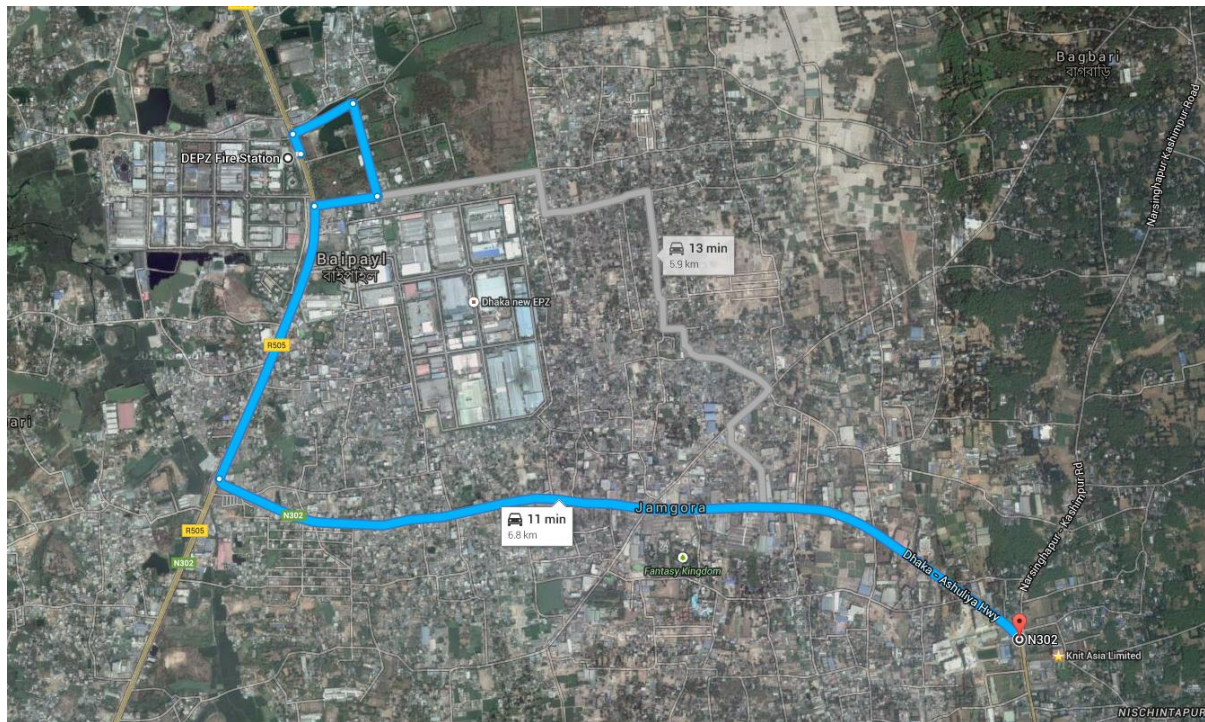 Bagbari
বাগবাড়ি
Narsinghapur Kashimpur Road
DEPZ Fire Station
13 min
5.9 km
Baipayl
বাইপাইল
Dhaka new EPZ
R505
ari
Jamgora
N302
11 min
6.8 km
R505
N302
Fantasy Kingdom
Dhaka - Ashuliya Hwy
Narsinghapur - Kashimpur Rd
N302
Knit Asia Limited
NISCHINTAPUR